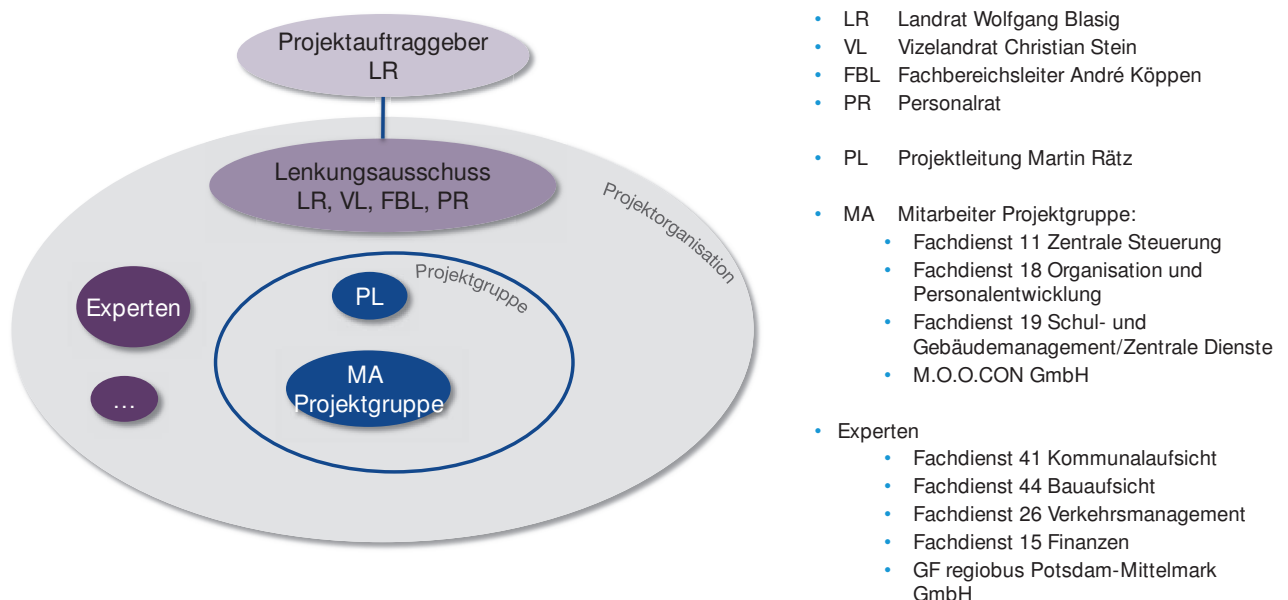 Projektauftraggeber
LR
Lenkungsausschuss
LR, VL, FBL, PR
Projektorganisation
Projektgruppe
PL
Experten
MA
Projektgruppe
…
• LR Landrat Wolfgang Blasig
• VL Vizelandrat Christian Stein
• FBL Fachbereichsleiter André Köppen
• PR Personalrat
• PL Projektleitung Martin Rätz
• MA Mitarbeiter Projektgruppe:
• Fachdienst 11 Zentrale Steuerung
• Fachdienst 18 Organisation und
Personalentwicklung
• Fachdienst 19 Schul- und
Gebäudemanagement/Zentrale Dienste
• M.O.O.CON GmbH
• Experten
• Fachdienst 41 Kommunalaufsicht
• Fachdienst 44 Bauaufsicht
• Fachdienst 26 Verkehrsmanagement
• Fachdienst 15 Finanzen
• GF regiobus Potsdam-Mittelmark
GmbH